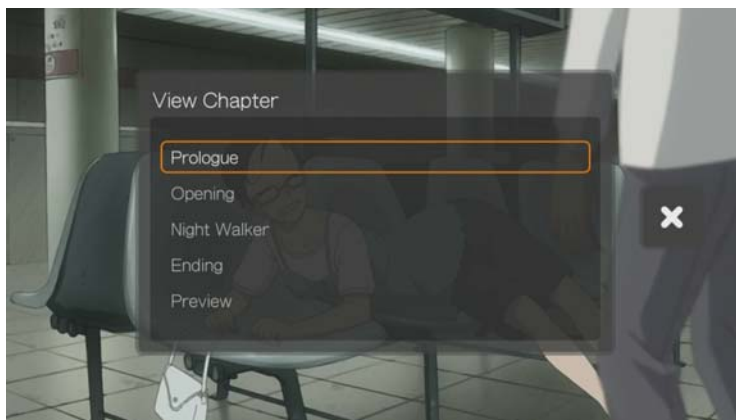 View Chapter
Prologue
Opening
Night Walker
Ending
Preview